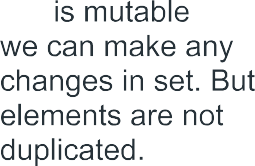 is mutable
we can make any
changes in set. But
elements are not
duplicated.